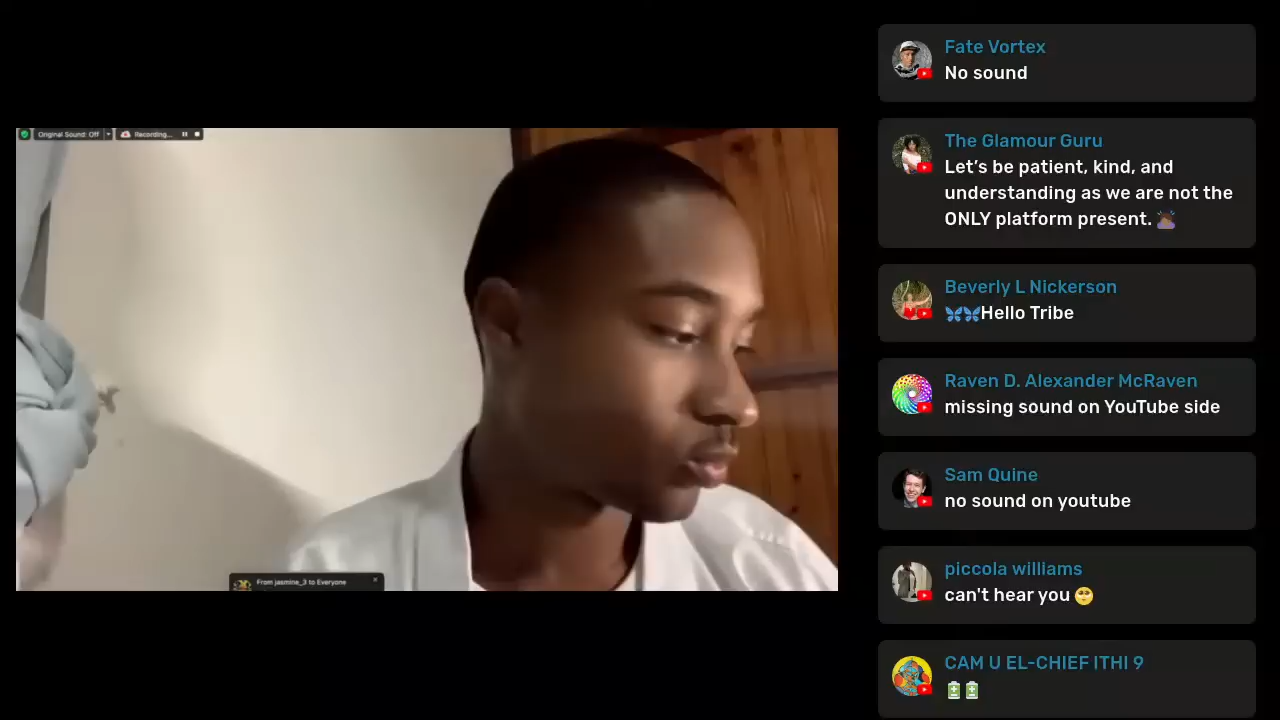 Original Sound: Off
Recording...
From jasmine_3 to Everyone
Fate Vortex
No sound
The Glamour Guru
Let’s be patient, kind, and
understanding as we are not the
ONLY platform present.
Beverly L Nickerson
Hello Tribe
Raven D. Alexander McRaven
missing sound on YouTube side
Sam Quine
no sound on youtube
piccola williams
can't hear you
CAM U EL-CHIEF ITHI 9